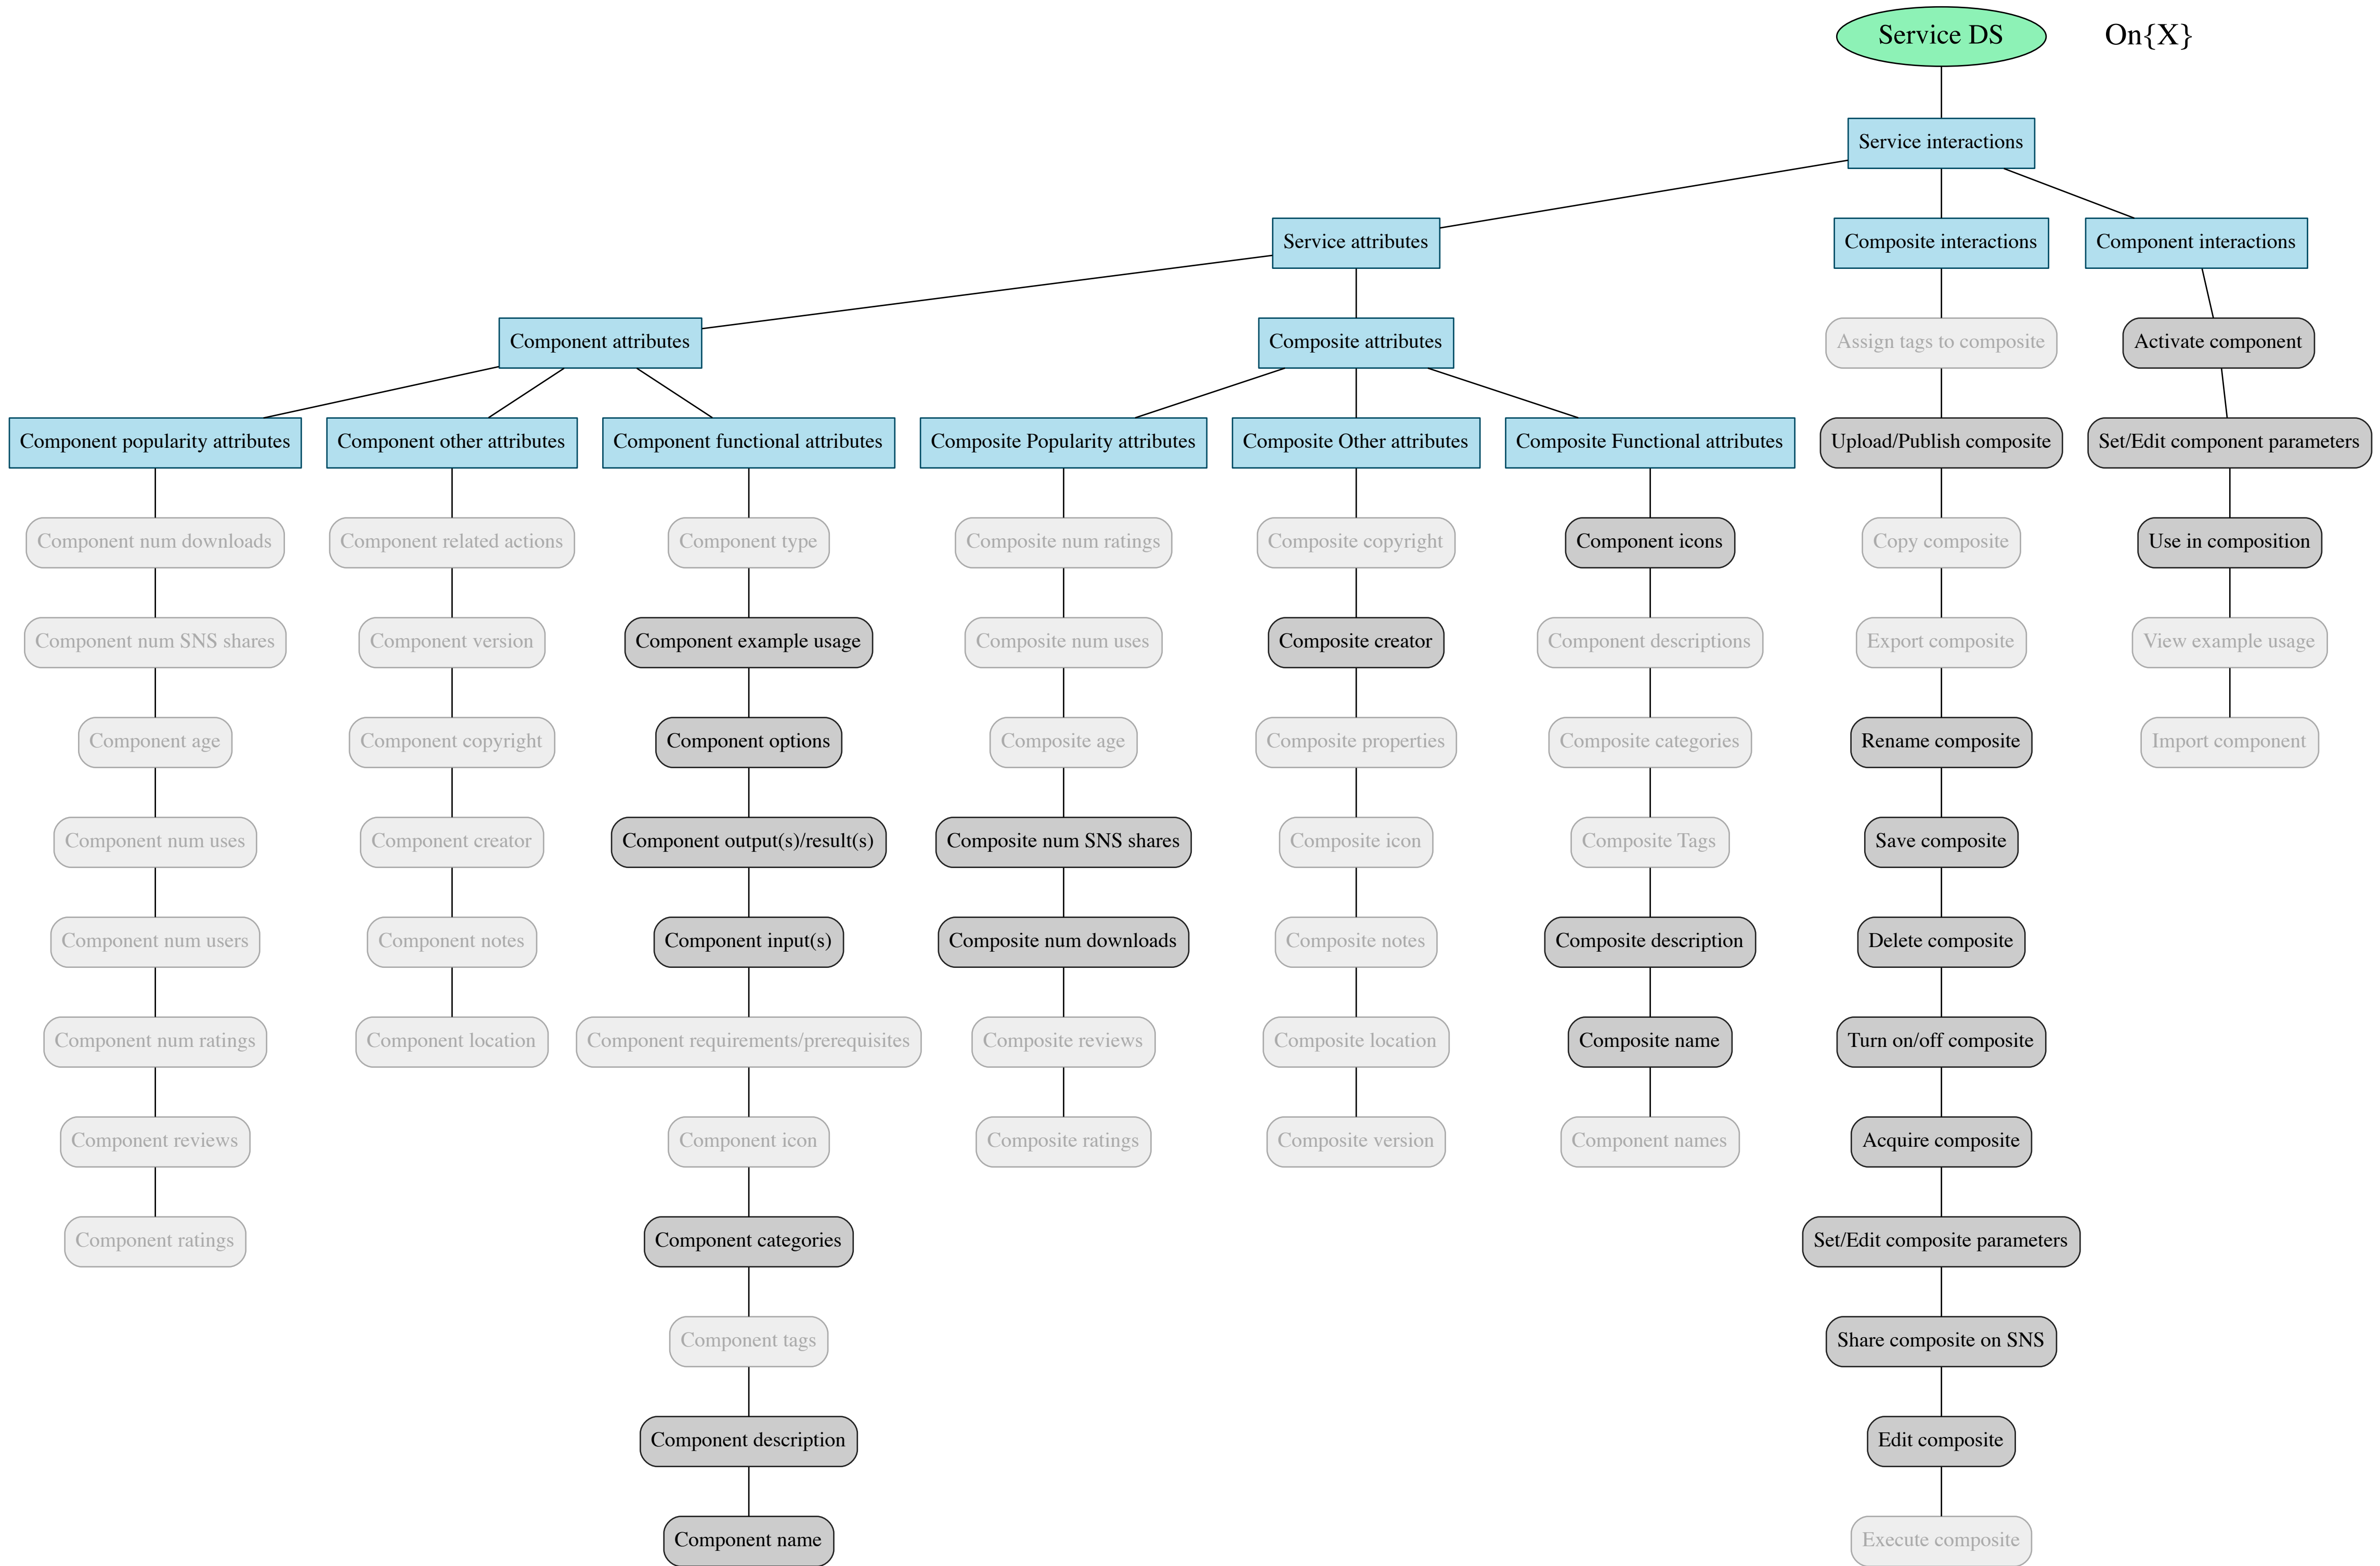 Service DS
On{X}
Service interactions
Service attributes
Composite interactions
Component interactions
Component attributes
Composite attributes
Assign tags to composite
Activate component
Component popularity attributes
Component other attributes
Component functional attributes
Composite Popularity attributes
Composite Other attributes
Composite Functional attributes
Upload/Publish composite
Set/Edit component parameters
Component num downloads
Component related actions
Component type
Composite num ratings
Composite copyright
Component icons
Copy composite
Use in composition
Component num SNS shares
Component version
Component example usage
Composite num uses
Composite creator
Component descriptions
Export composite
View example usage
Component age
Component copyright
Component options
Composite age
Composite properties
Composite categories
Rename composite
Import component
Component num uses
Component creator
Component output(s)/result(s)
Composite num SNS shares
Composite icon
Composite Tags
Save composite
Component num users
Component notes
Component input(s)
Composite num downloads
Composite notes
Composite description
Delete composite
Component num ratings
Component location
Component requirements/prerequisites
Composite reviews
Composite location
Composite name
Turn on/off composite
Component reviews
Component icon
Composite ratings
Composite version
Component names
Acquire composite
Component ratings
Component categories
Set/Edit composite parameters
Component tags
Share composite on SNS
Component description
Edit composite
Component name
Execute composite